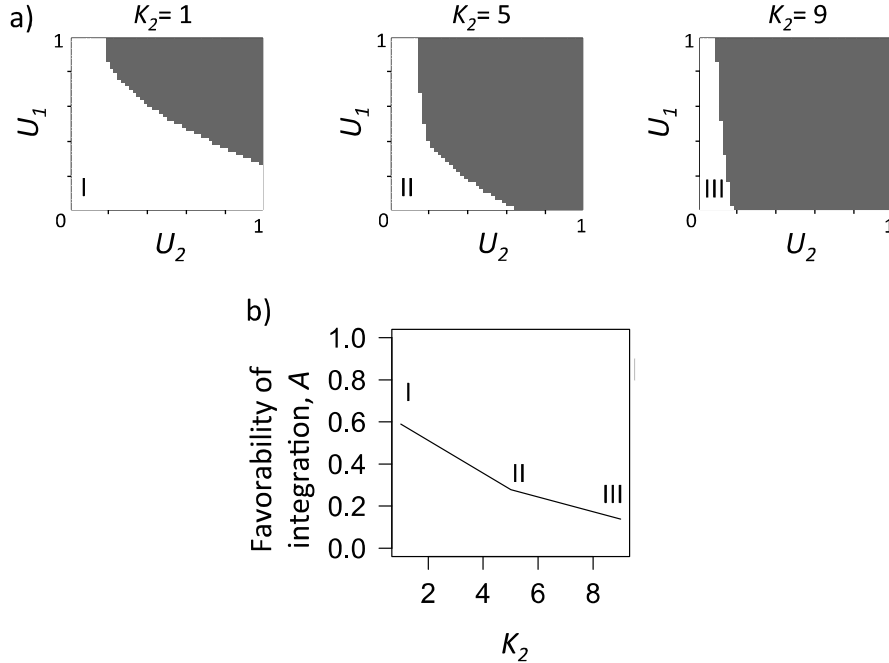 a)
K2= 1
K2= 5
K2= 9
1
U1
I
0
U2
1
1
U1
II
0
U2
1
1
U1
III
0
U2
1
b)
Favorability of
integration, A
1.0
0.8
0.6
0.4
0.2
0.0
I
II
III
2
4
6
8
K2